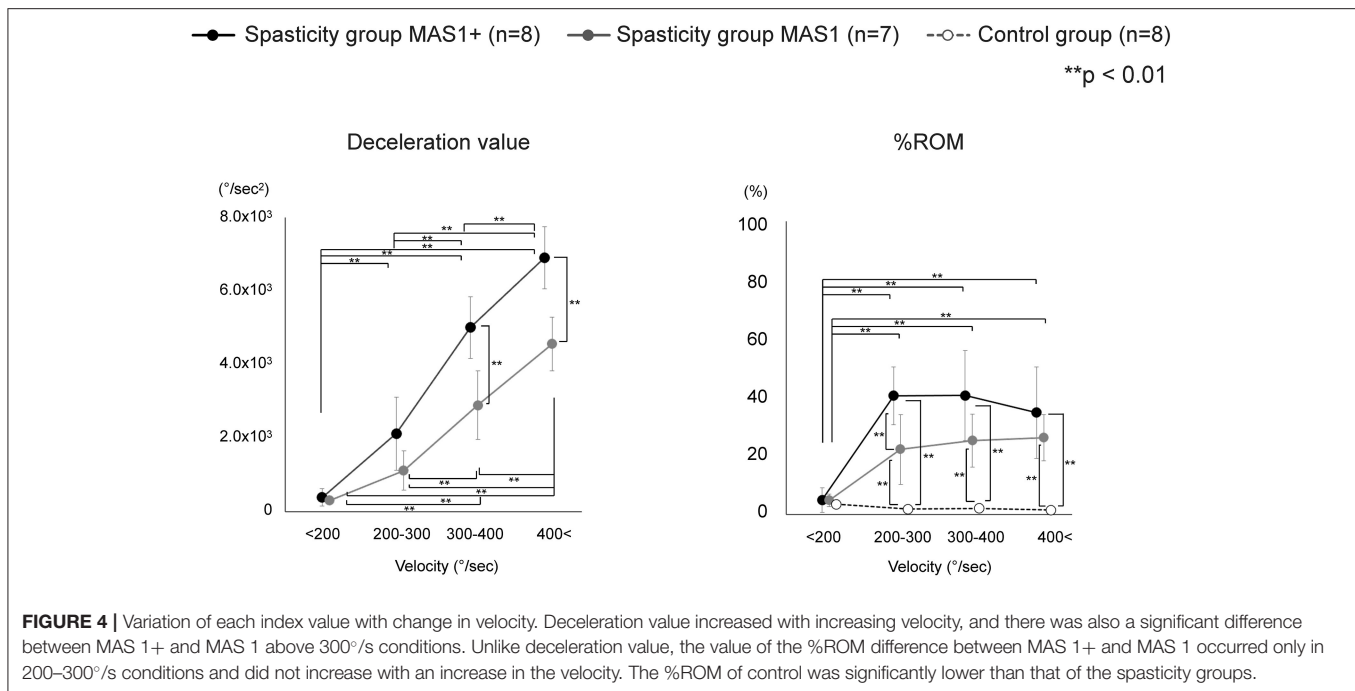 Spasticity group MAS1+ (n=8) Spasticity group MAS1 (n=7) Control group (n=8)
**p < 0.01
Deceleration value
(°/sec²)
8.0x10³
6.0x10³
4.0x10³
2.0x10³
0
** ** ** ** ** ** ** ** ** ** ** ** **
<200 200-300 300-400 400<
Velocity (°/sec)
%ROM
(%)
100
80
60
40
20
0
** ** ** ** ** ** ** ** ** ** ** ** **
<200 200-300 300-400 400<
Velocity (°/sec)
FIGURE 4 | Variation of each index value with change in velocity. Deceleration value increased with increasing velocity, and there was also a significant difference
between MAS 1+ and MAS 1 above 300°/s conditions. Unlike deceleration value, the value of the %ROM difference between MAS 1+ and MAS 1 occurred only in
200–300°/s conditions and did not increase with an increase in the velocity. The %ROM of control was significantly lower than that of the spasticity groups.